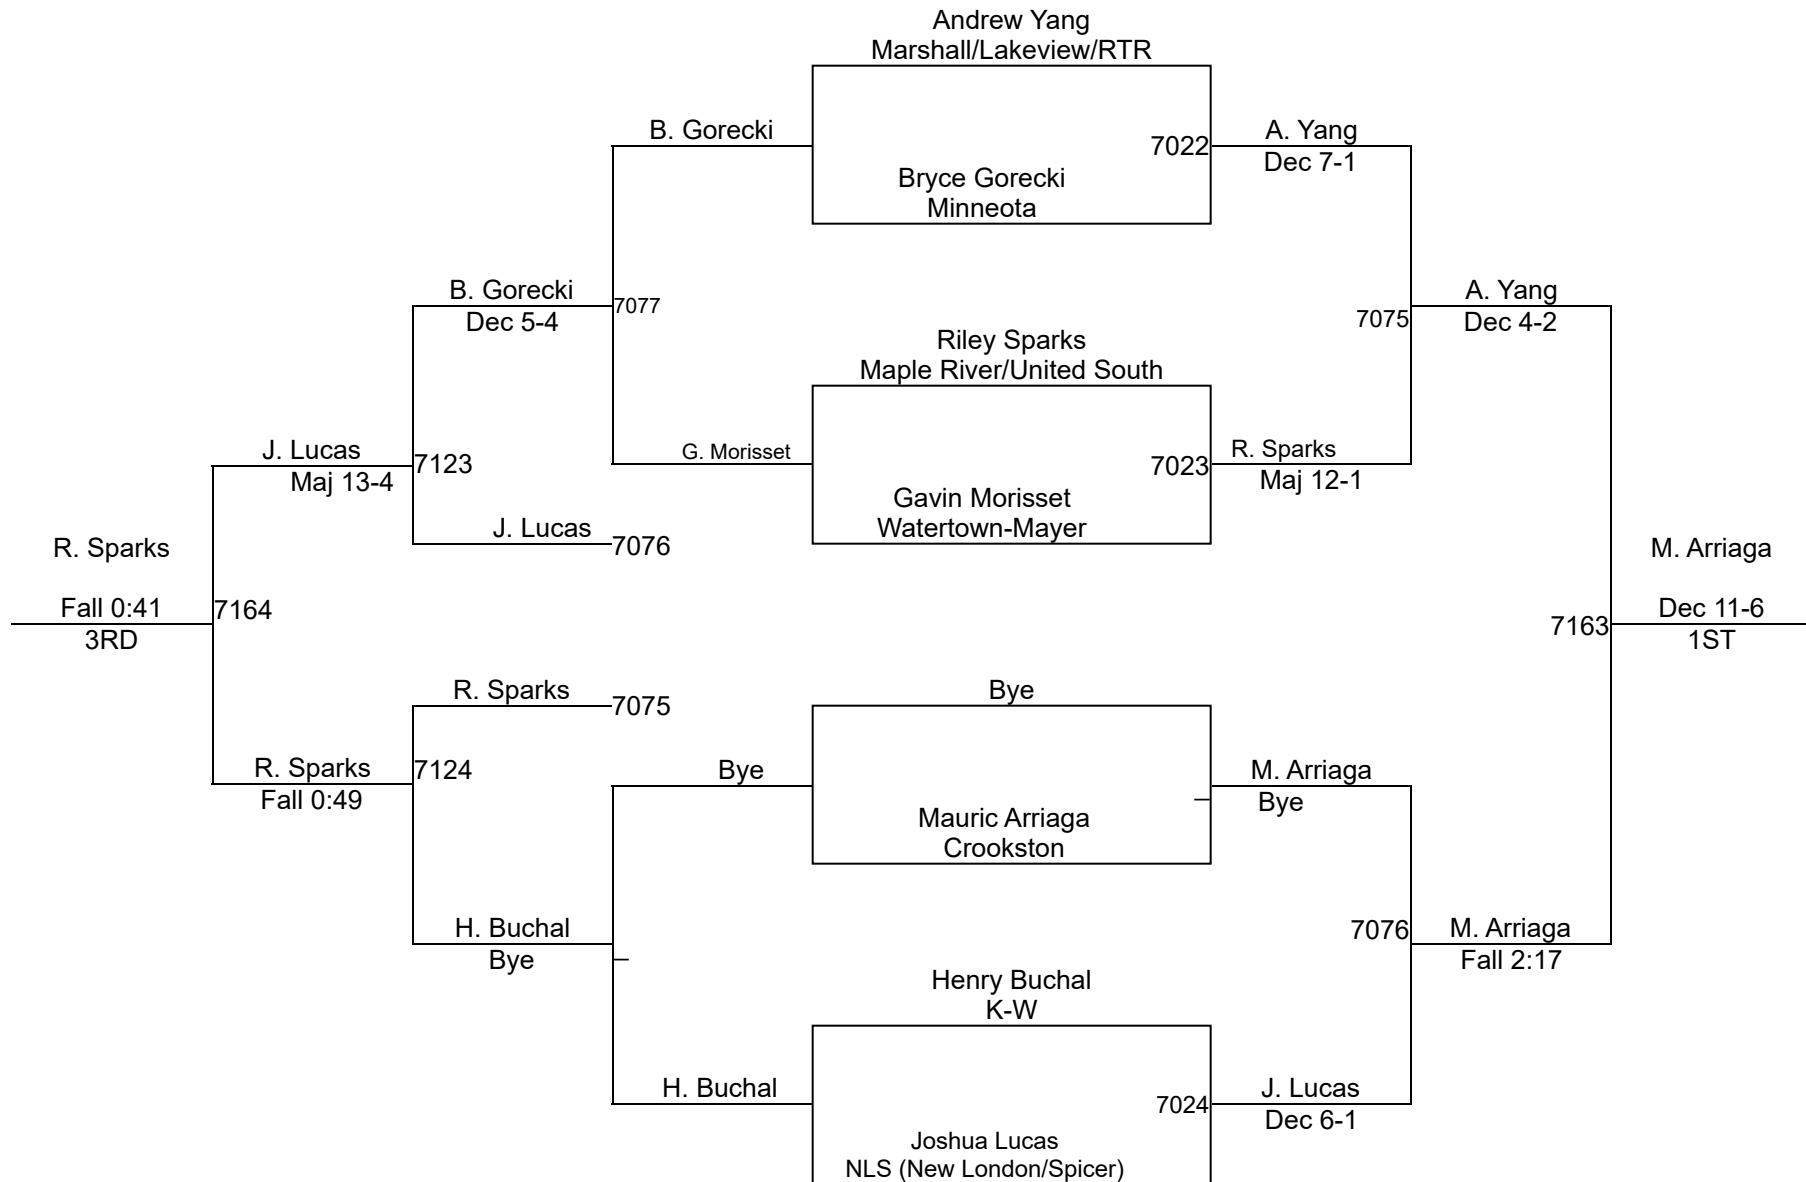 Andrew Yang
Marshall/Lakeview/RTR
B. Gorecki
7022
A. Yang
Dec 7-1
Bryce Gorecki
Minneota
B. Gorecki
Dec 5-4
7077
7075
A. Yang
Dec 4-2
Riley Sparks
Maple River/United South
J. Lucas
Maj 13-4
7123
G. Morisset
7023
R. Sparks
Maj 12-1
Gavin Morisset
Watertown-Mayer
J. Lucas
7076
R. Sparks
Fall 0:41
3RD
7164
M. Arriaga
Dec 11-6
1ST
7163
R. Sparks
7075
Bye
R. Sparks
Fall 0:49
7124
Bye
M. Arriaga
Bye
Mauric Arriaga
Crookston
H. Buchal
Bye
7076
M. Arriaga
Fall 2:17
Henry Buchal
K-W
H. Buchal
7024
J. Lucas
Dec 6-1
Joshua Lucas
NLS (New London/Spicer)